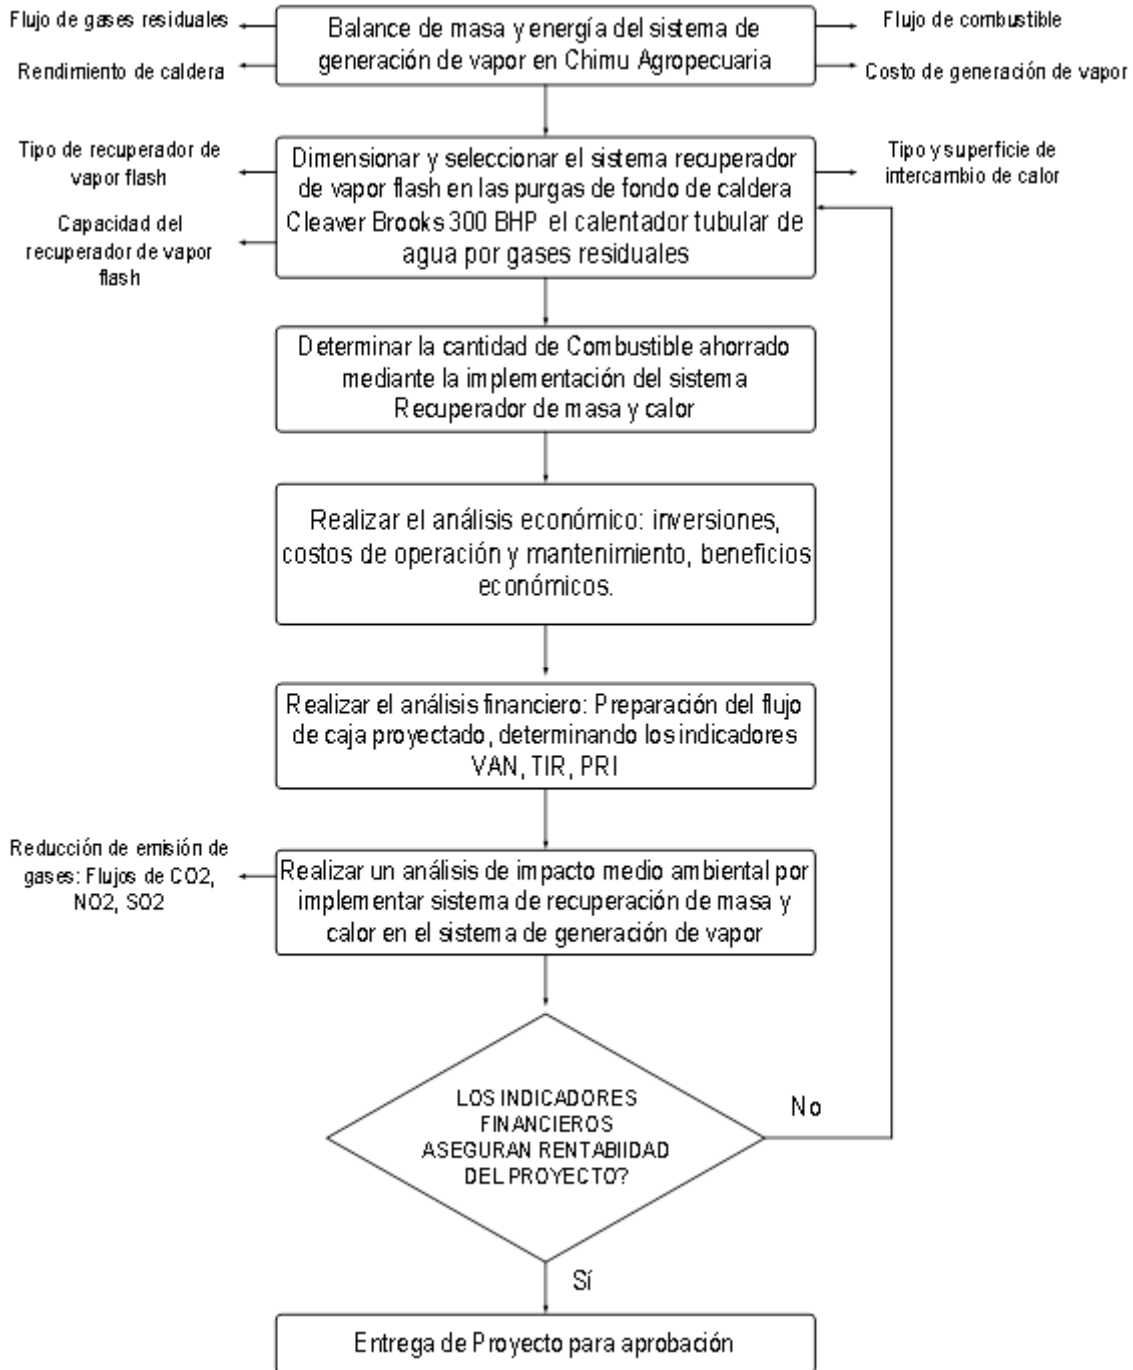 Flujo de gases residuales
Rendimiento de caldera
Balance de masa y energía del sistema de
generación de vapor en Chimu Agropecuaria
Flujo de combustible
Costo de generación de vapor
Tipo de recuperador de
vapor flash
Capacidad del
recuperador de vapor
flash
Dimensionar y seleccionar el sistema recuperador
de vapor flash en las purgas de fondo de caldera
Cleaver Brooks 300 BHP el calentador tubular de
agua por gases residuales
Tipo y superficie de
intercambio de calor
Determinar la cantidad de Combustible ahorrado
mediante la implementación del sistema
Recuperador de masa y calor
Realizar el análisis económico: inversiones,
costos de operación y mantenimiento, beneficios
económicos.
Realizar el análisis financiero: Preparación del flujo
de caja proyectado, determinando los indicadores
VAN, TIR, PRI
Reducción de emisión de
gases: Flujos de CO2,
NO2, SO2
Realizar un análisis de impacto medio ambiental por
implementar sistema de recuperación de masa y
calor en el sistema de generación de vapor
LOS INDICADORES
FINANCIEROS
ASEGURAN RENTABIIDAD
DEL PROYECTO?
No
Sí
Entrega de Proyecto para aprobación